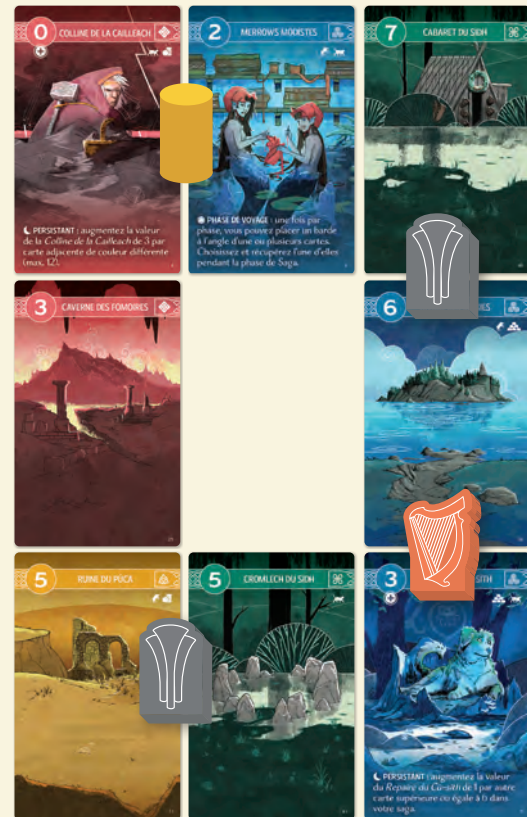 0 COLLINE DE LA CAILLEACH
2 MERROWS MODISTES
7 CABARET DU SIDH
PERSISTANT : augmentez la valeur
de la Colline de la Cailleach de 3 par
carte adjacente de couleur différente
(max. 12).
PHASE DE VOYAGE : une fois par
phase, vous pouvez placer un barde
à l'angle d'une ou plusieurs cartes.
Choisissez et récupérez l'une d'elles
pendant la phase de Saga.
3 CAVERNE DES FOMOIRES
6
5 RUINE DU PÚCA
5 CROMLECH DU SIDH
3 SITH
PERSISTANT : augmentez la valeur
du Repaire du Cu-sith de 1 par autre
carte supérieure ou égale à 5 dans
votre saga.